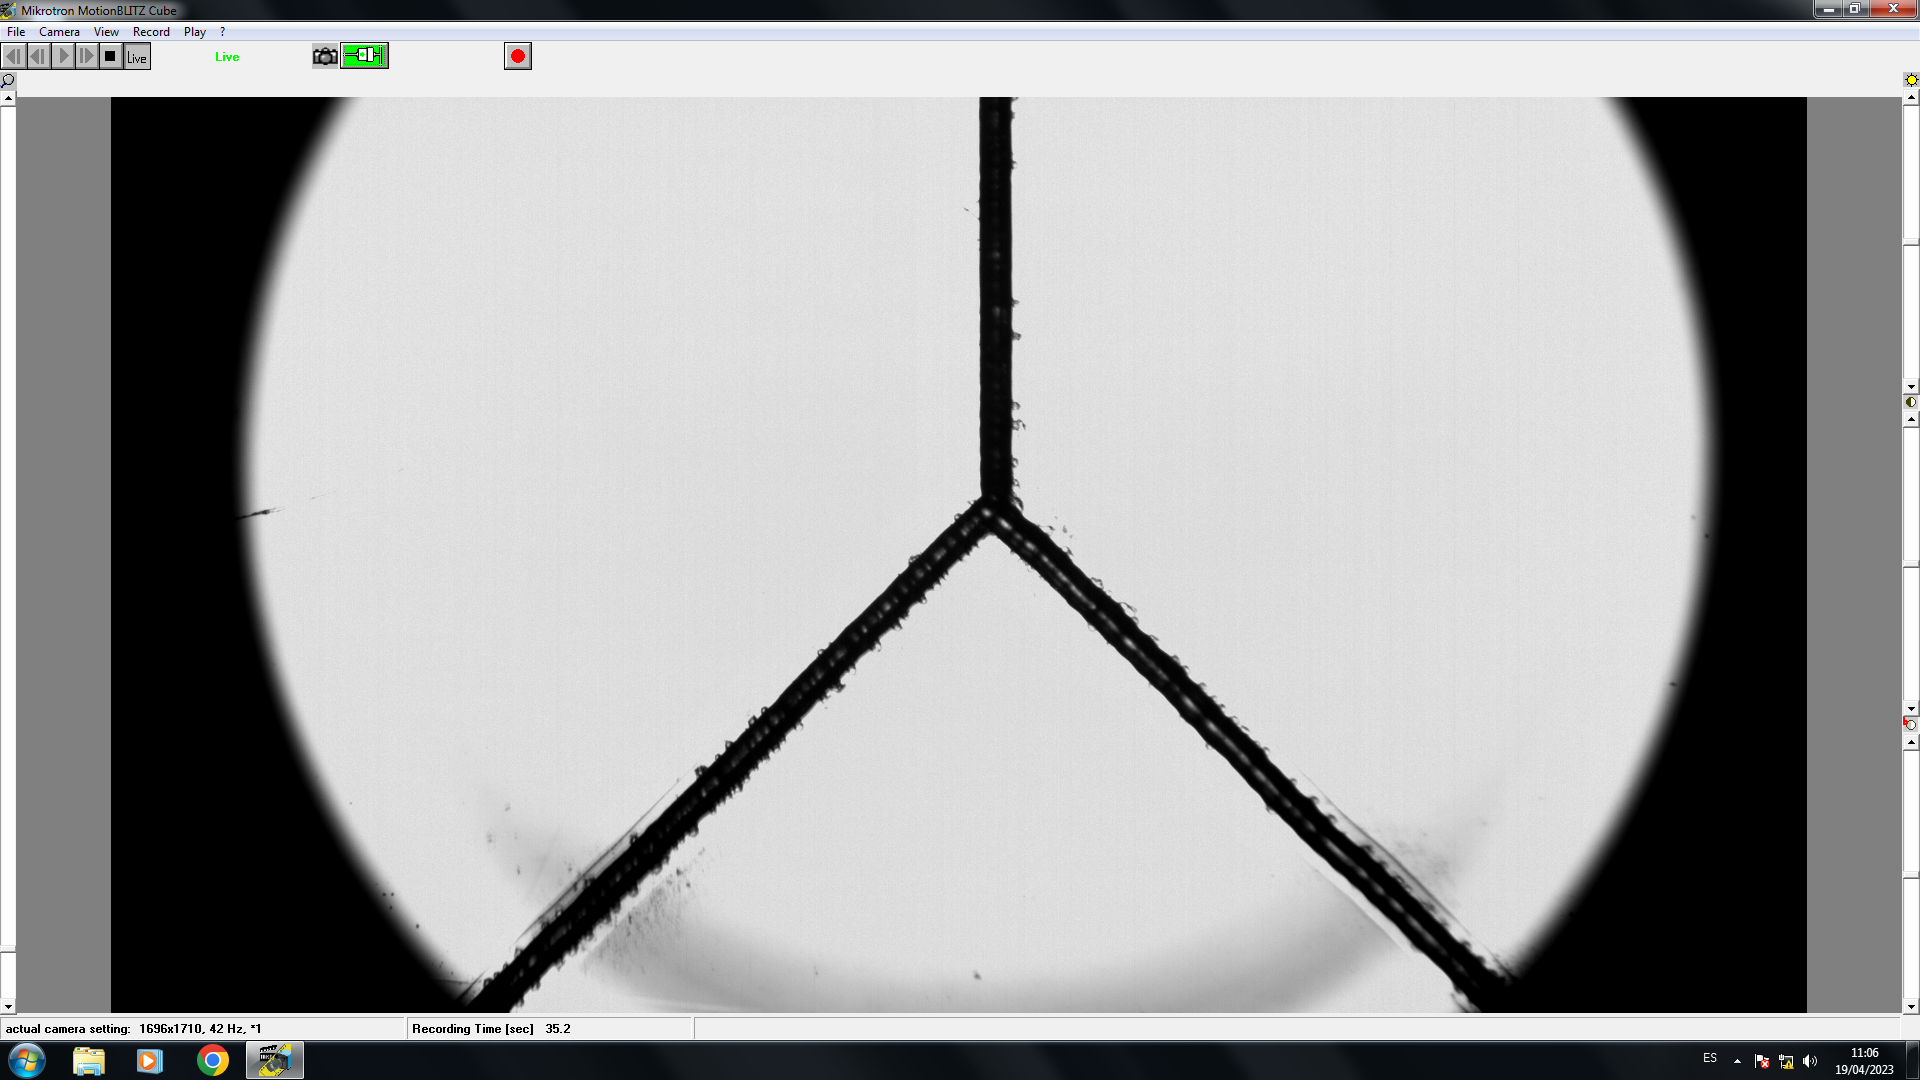 Mikrotron MotionBLITZ Cube
File Camera View Record Play ?
Live Live
actual camera setting: 1696x1710, 42 Hz, *1 Recording Time [sec] 35.2
ES 11:06
19/04/2023